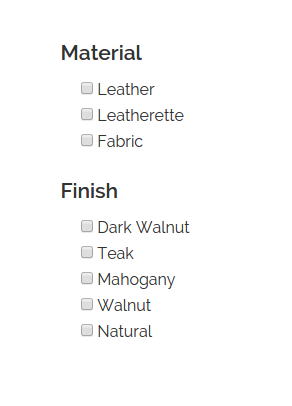 Material
Leather
Leatherette
Fabric
Finish
Dark Walnut
Teak
Mahogany
Walnut
Natural